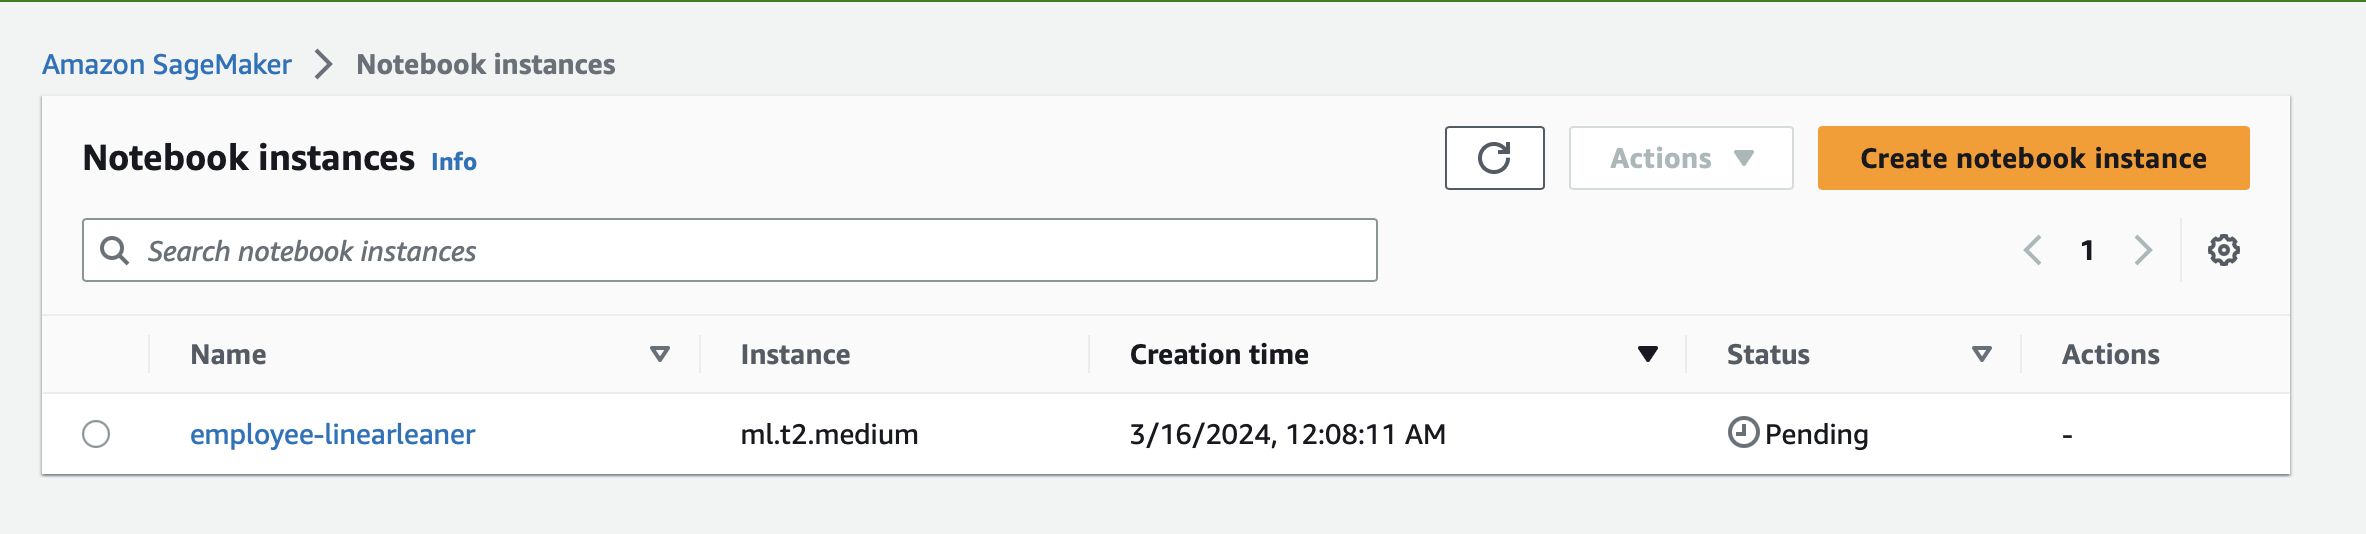 Amazon SageMaker > Notebook instances
Notebook instances Info
Actions
Create notebook instance
Search notebook instances
1
Name Instance Creation time Status Actions
employee-linearleaner ml.t2.medium 3/16/2024, 12:08:11 AM Pending -